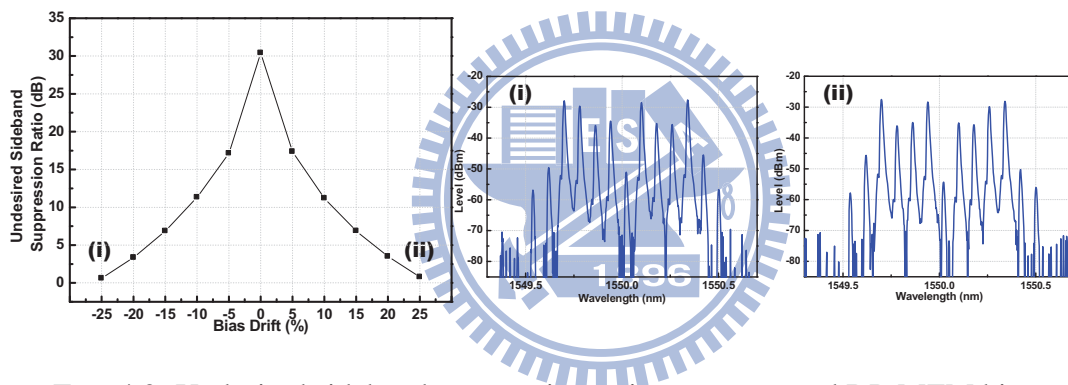 35
30
25
20
15
10
5
0
Undesired Sideband
Suppression Ratio (dB)
(i)
(ii)
-25 -20 -15 -10 -5 0 5 10 15 20 25
Bias Drift (%)
(i)
-20
-30
-40
-50
-60
-70
-80
Level (dBm)
1549.5 1550.0 1550.5
Wavelength (nm)
E S
1896
(ii)
-20
-30
-40
-50
-60
-70
-80
Level (dBm)
1549.5 1550.0 1550.5
Wavelength (nm)